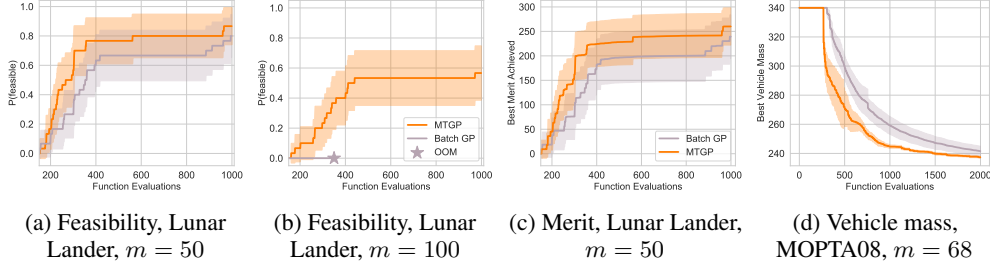 P(feasible)
1.0
0.8
0.6
0.4
0.2
0.0
200 400 600 800 1000
Function Evaluations
P(feasible)
1.0
0.8
0.6
0.4
0.2
0.0
MTGP
Batch GP
OOM
200 400 600 800 1000
Function Evaluations
Best Merit Achieved
300
250
200
150
100
50
0
Batch GP
MTGP
200 400 600 800 1000
Function Evaluations
Best Vehicle Mass
340
320
300
280
260
240
0 500 1000 1500 2000
Function Evaluations
(a) Feasibility, Lunar
Lander, m = 50
(b) Feasibility, Lunar
Lander, m = 100
(c) Merit, Lunar Lander,
m = 50
(d) Vehicle mass,
MOPTA08, m = 68